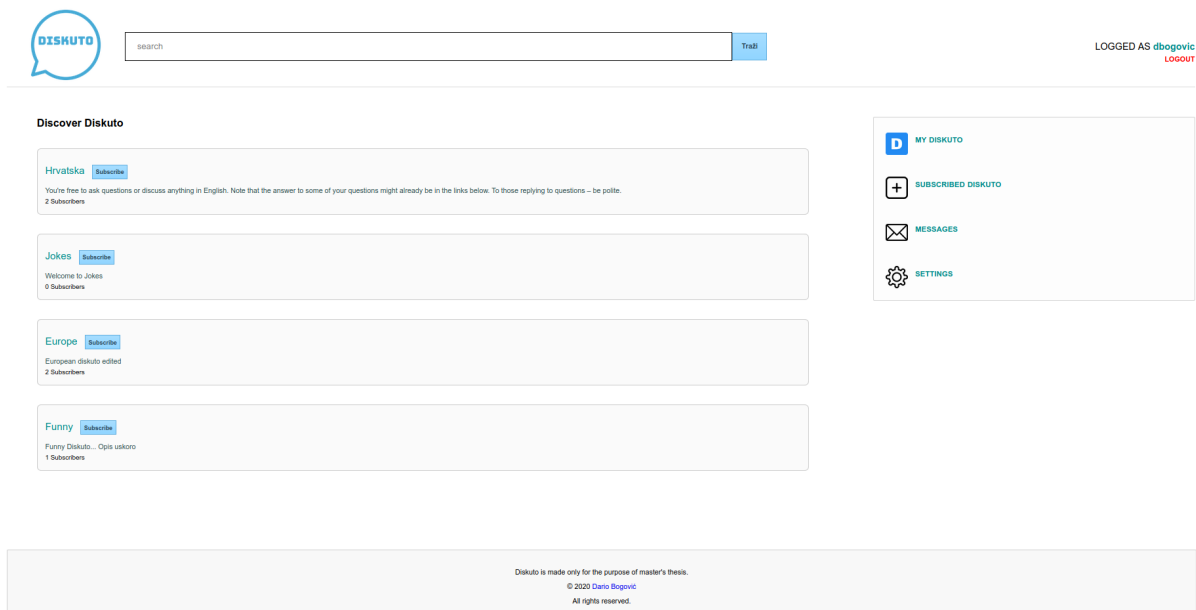 DISKUTO
search
Traži
LOGGED AS dbogovic
LOGOUT
Discover Diskuto
Hrvatska Subscribe
You're free to ask questions or discuss anything in English. Note that the answer to some of your questions might already be in the links below. To those replying to questions – be polite.
2 Subscribers
Jokes Subscribe
Welcome to Jokes
0 Subscribers
Europe Subscribe
European diskuto edited
2 Subscribers
Funny Subscribe
Funny Diskuto... Opis uskoro
1 Subscribers
D MY DISKUTO
SUBSCRIBED DISKUTO
MESSAGES
SETTINGS
Diskuto is made only for the purpose of master's thesis.
© 2020 Dario Bogović
All rights reserved.